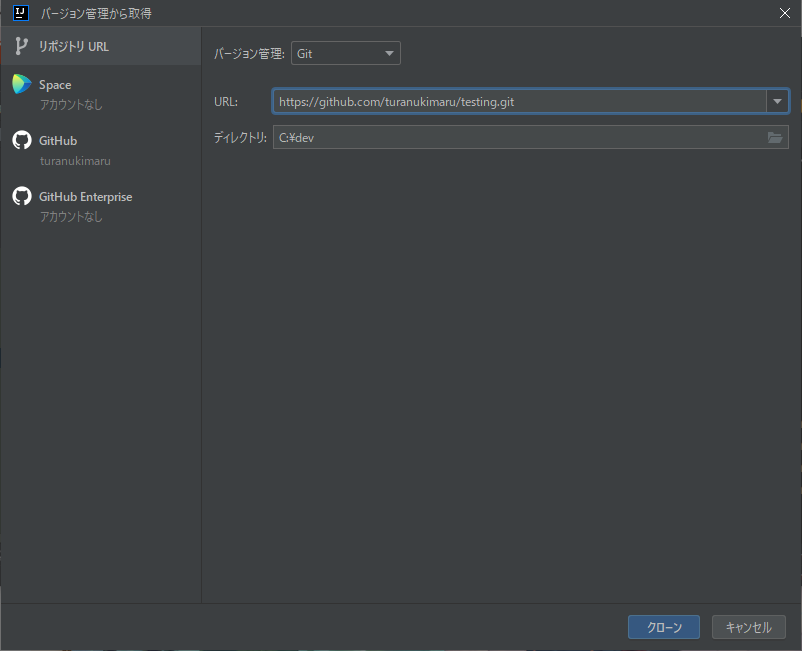 IJ バージョン管理から取得
リポジトリ URL
Space
アカウントなし
GitHub
turanukimaru
GitHub Enterprise
アカウントなし
バージョン管理: Git
URL: https://github.com/turanukimaru/testing.git
ディレクトリ: C:¥dev
クローン キャンセル